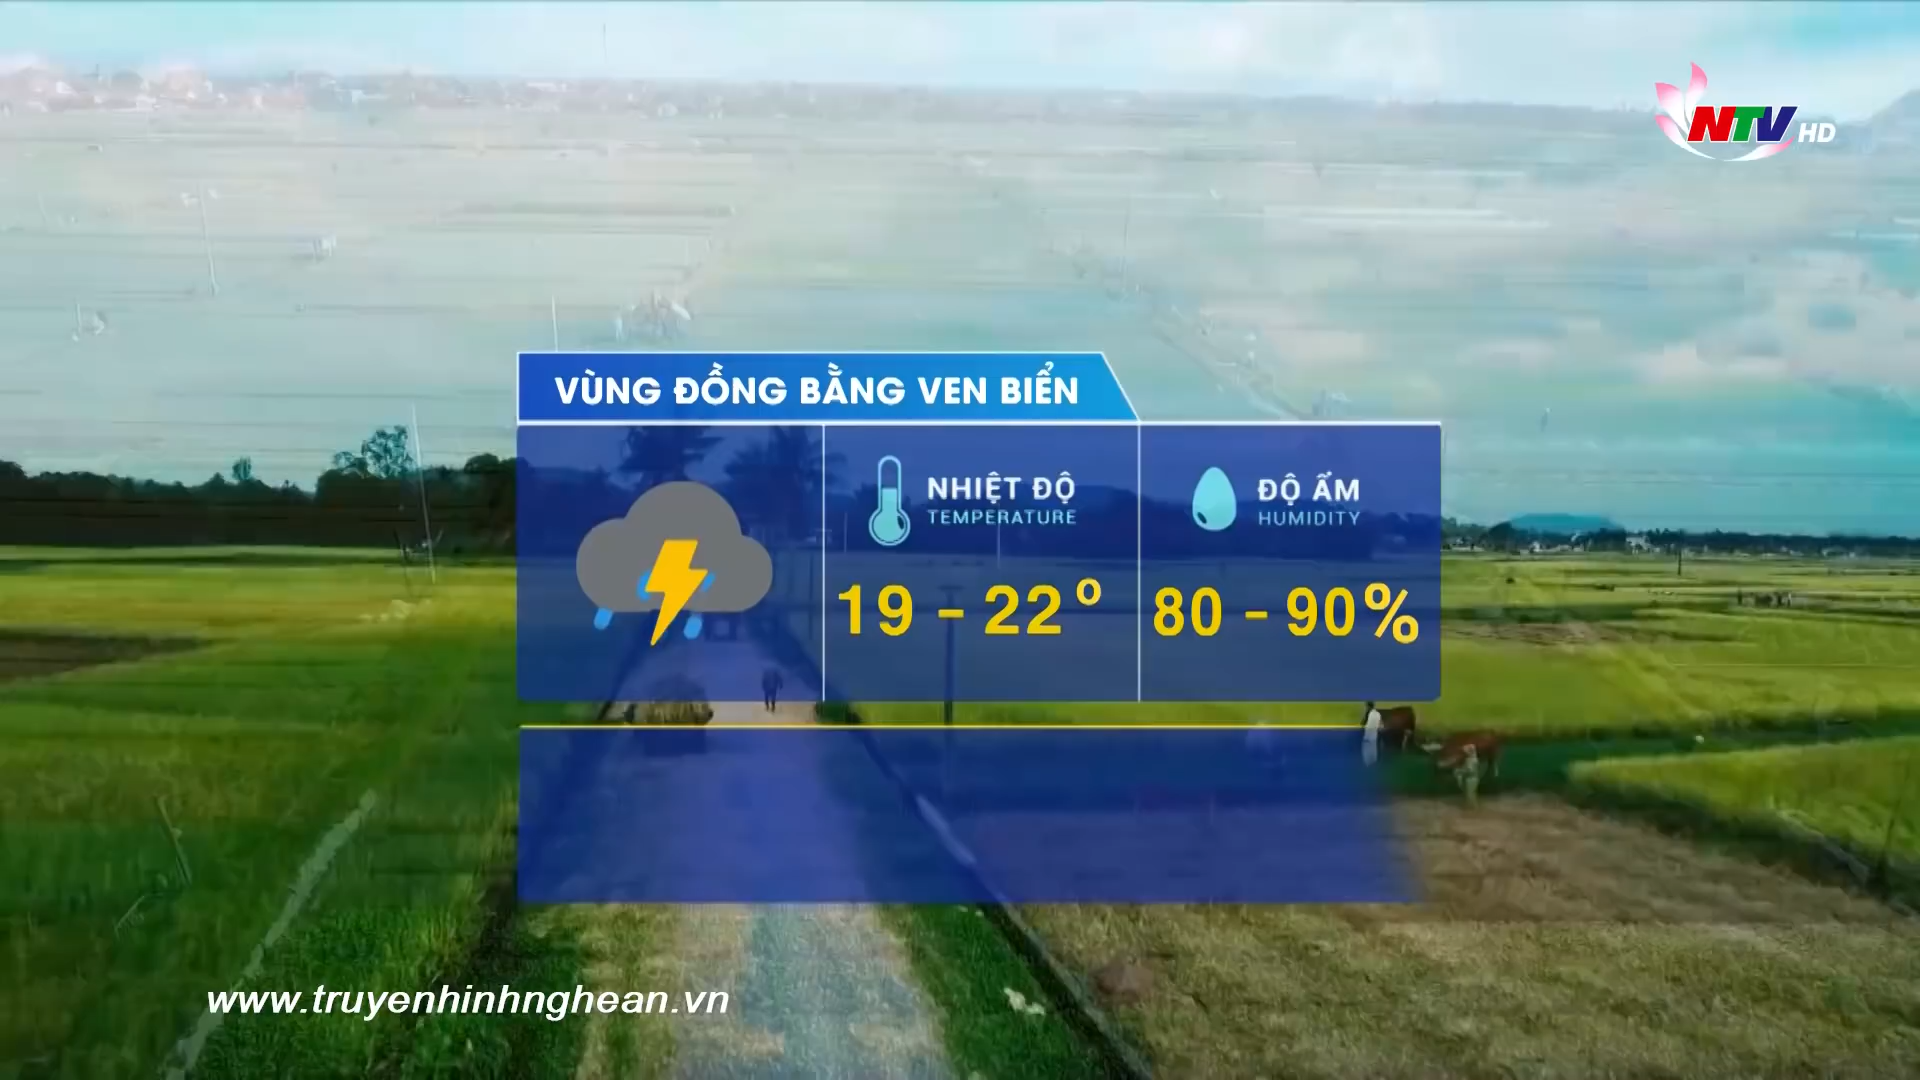 NTV HD
VÙNG ĐỒNG BẰNG VEN BIỂN
NHIỆT ĐỘ
TEMPERATURE
19 - 22°
ĐỘ ẨM
HUMIDITY
80 - 90%
www.truyenhinhnghean.vn